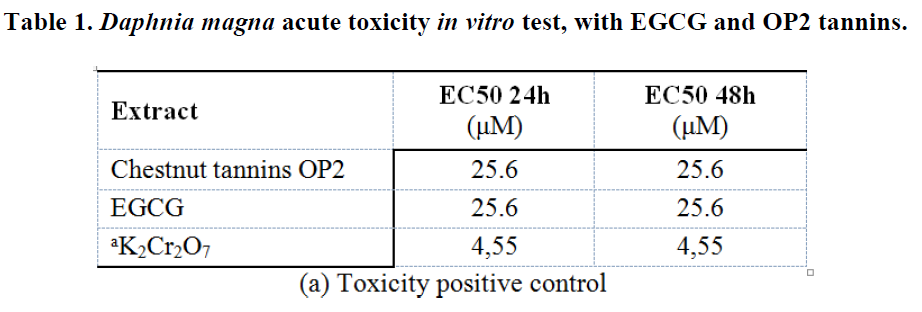 Table 1. Daphnia magna acute toxicity in vitro test, with EGCG and OP2 tannins.
Extract EC50 24h (µM) EC50 48h (µM)
Chestnut tannins OP2 25.6 25.6
EGCG 25.6 25.6
ᵃK₂Cr₂O₇ 4,55 4,55
(a) Toxicity positive control